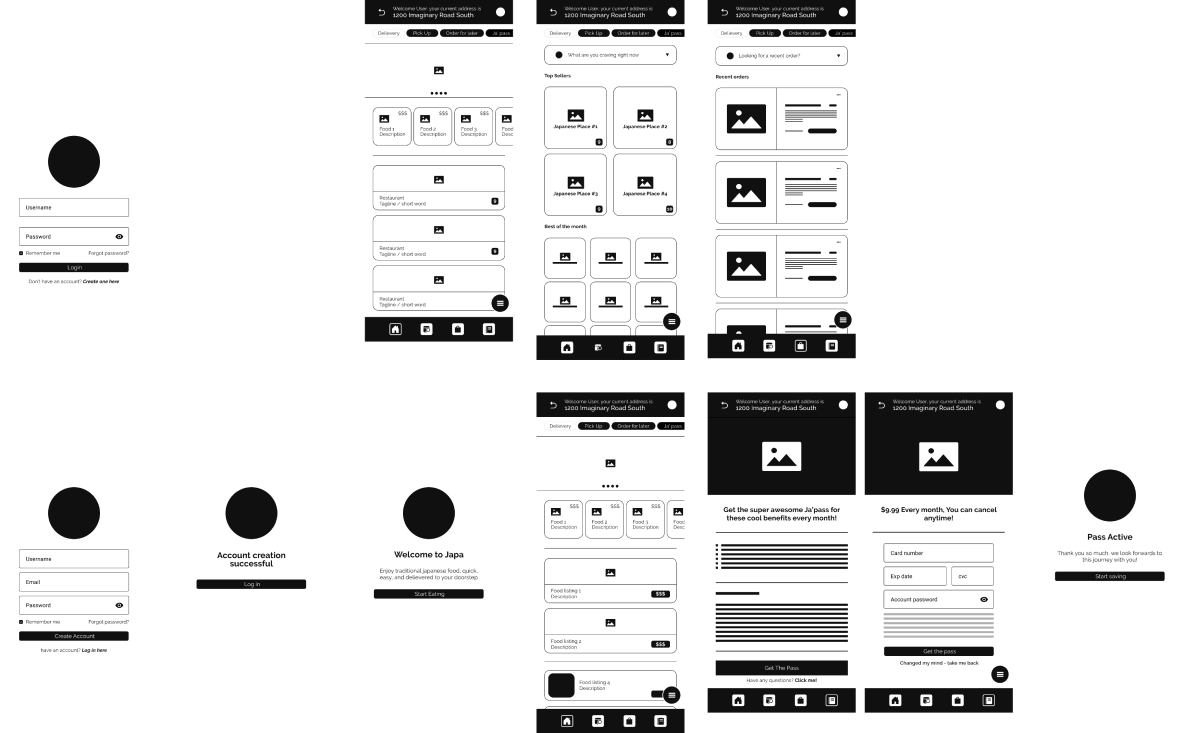 Username
Password
Remember me
Forgot password?
Login
Don't have an account? Create one here
Welcome User, your current address is
1200 Imaginary Road South
Delievery
Pick Up
Order for later
Ja' pass
$$$
$$$
$$$
Food 1
Description
Food 2
Description
Food 3
Description
Food
Desc
Restaurant
Tagline / short word
9
Restaurant
Tagline / short word
9
Restaurant
Tagline / short word
Welcome User, your current address is
1200 Imaginary Road South
Delievery
Pick Up
Order for later
Ja' pass
What are you craving right now
Top Sellers
Japanese Place #1
9
Japanese Place #2
9
Japanese Place #3
9
Japanese Place #4
10
Best of the month
Welcome User, your current address is
1200 Imaginary Road South
Delievery
Pick Up
Order for later
Ja' pass
Looking for a recent order?
Recent orders
Username
Email
Password
Remember me
Forgot password?
Create Account
have an account? Log in here
Account creation
successful
Log in
Welcome to Japa
Enjoy traditional japanese food, quick,
easy, and delievered to your doorstep
Start Eating
Welcome User, your current address is
1200 Imaginary Road South
Delievery
Pick Up
Order for later
Ja' pass
$$$
$$$
$$$
Food 1
Description
Food 2
Description
Food 3
Description
Food
Desc
Food listing 1
Description
$$$
Food listing 2
Description
$$$
Food listing 4
Description
Welcome User, your current address is
1200 Imaginary Road South
Get the super awesome Ja'pass for
these cool benefits every month!
Get The Pass
Have any questions? Click me!
Welcome User, your current address is
1200 Imaginary Road South
$9.99 Every month, You can cancel
anytime!
Card number
Exp date
cvc
Account password
Get the pass
Changed my mind - take me back
Pass Active
Thank you so much, we look forwards to
this journey with you!
Start saving